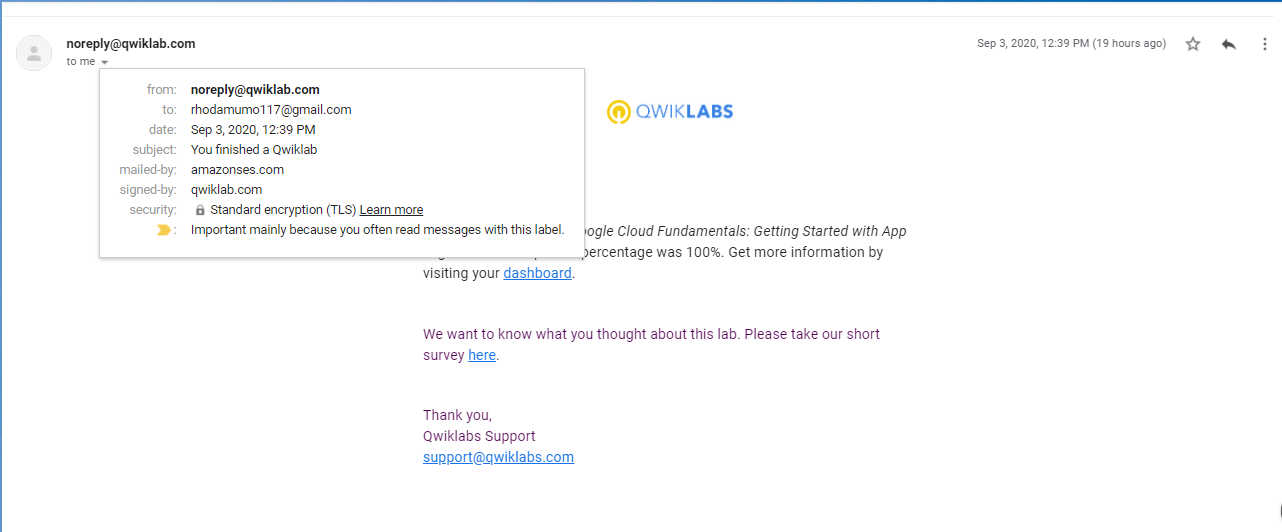 noreply@qwiklab.com
Sep 3, 2020, 12:39 PM (19 hours ago)
to me
from: noreply@qwiklab.com
to: rhodamumo117@gmail.com
date: Sep 3, 2020, 12:39 PM
subject: You finished a Qwiklab
mailed-by: amazonses.com
signed-by: qwiklab.com
security: Standard encryption (TLS) Learn more
: Important mainly because you often read messages with this label.
QWIKLABS
Cloud Fundamentals: Getting Started with App
percentage was 100%. Get more information by
visiting your dashboard.
We want to know what you thought about this lab. Please take our short
survey here.
Thank you,
Qwiklabs Support
support@qwiklabs.com